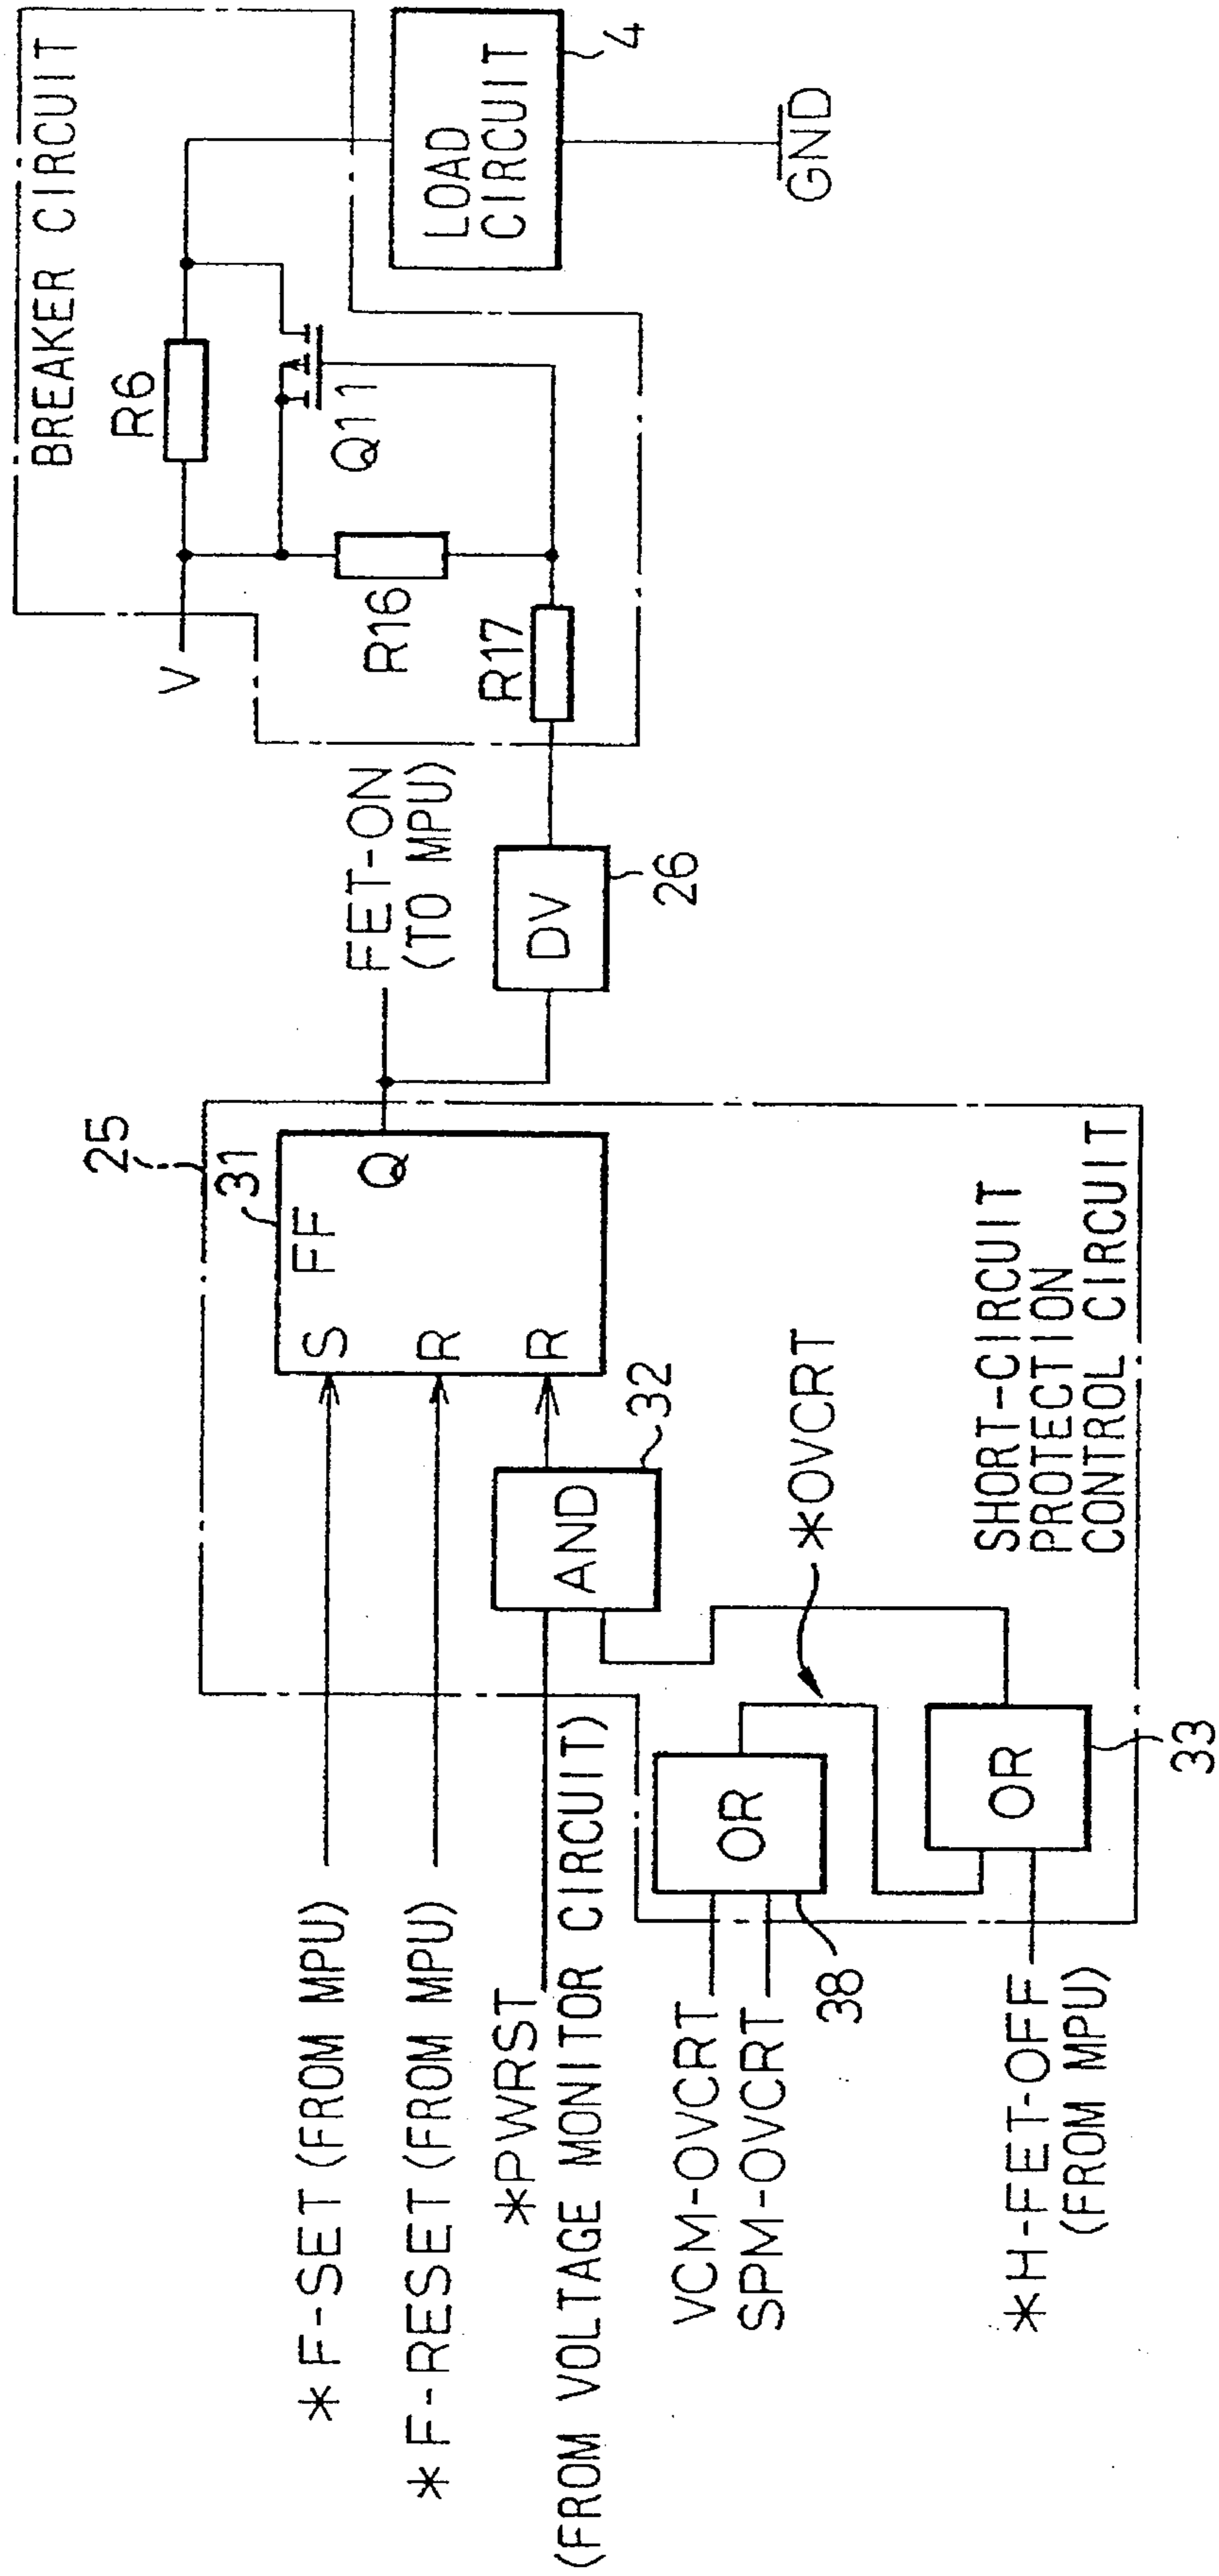 BREAKER CIRCUIT
R6
V
Q11
R16
R17
LOAD
CIRCUIT
4
GND
FET-ON
(TO MPU)
DV
26
25
31
FF
S
R
R
Q
AND
32
*OVCRT
OR
38
OR
33
SHORT-CIRCUIT
PROTECTION
CONTROL CIRCUIT
*F-SET (FROM MPU)
*F-RESET (FROM MPU)
*PWRST
(FROM VOLTAGE MONITOR CIRCUIT)
VCM-OVCRT
SPM-OVCRT
*H-FET-OFF
(FROM MPU)